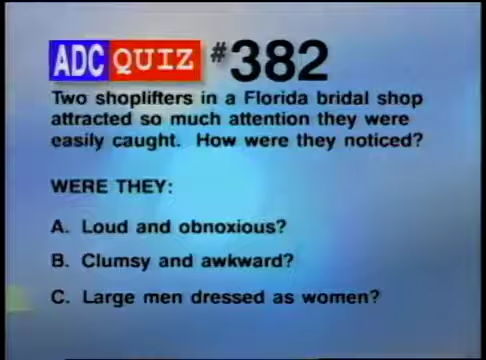 ADC QUIZ #382
Two shoplifters in a Florida bridal shop
attracted so much attention they were
easily caught. How were they noticed?
WERE THEY:
A. Loud and obnoxious?
B. Clumsy and awkward?
C. Large men dressed as women?